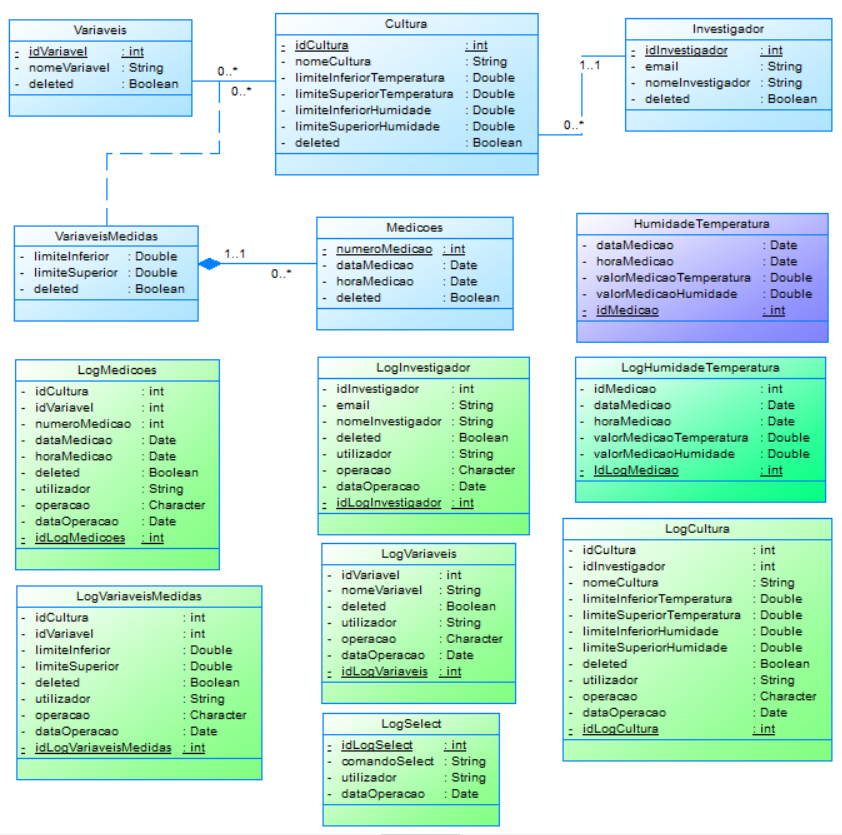 Variaveis
- idVariavel : int
- nomeVariavel : String
- deleted : Boolean
Cultura
- idCultura : int
- nomeCultura : String
- limiteInferiorTemperatura : Double
- limiteSuperiorTemperatura : Double
- limiteInferiorHumidade : Double
- limiteSuperiorHumidade : Double
- deleted : Boolean
Investigador
- idInvestigador : int
- email : String
- nomeInvestigador : String
- deleted : Boolean
0..*
0..*
1..1
0..*
VariaveisMedidas
- limiteInferior : Double
- limiteSuperior : Double
- deleted : Boolean
1..1
0..*
Medicoes
- numeroMedicao : int
- dataMedicao : Date
- horaMedicao : Date
- deleted : Boolean
HumidadeTemperatura
- dataMedicao : Date
- horaMedicao : Date
- valorMedicaoTemperatura : Double
- valorMedicaoHumidade : Double
- idMedicao : int
LogMedicoes
- idCultura : int
- idVariavel : int
- numeroMedicao : int
- dataMedicao : Date
- horaMedicao : Date
- deleted : Boolean
- utilizador : String
- operacao : Character
- dataOperacao : Date
- idLogMedicoes : int
LogInvestigador
- idInvestigador : int
- email : String
- nomeInvestigador : String
- deleted : Boolean
- utilizador : String
- operacao : Character
- dataOperacao : Date
- idLogInvestigador : int
LogHumidadeTemperatura
- idMedicao : int
- dataMedicao : Date
- horaMedicao : Date
- valorMedicaoTemperatura : Double
- valorMedicaoHumidade : Double
- IdLogMedicao : int
LogVariaveisMedidas
- idCultura : int
- idVariavel : int
- limiteInferior : Double
- limiteSuperior : Double
- deleted : Boolean
- utilizador : String
- operacao : Character
- dataOperacao : Date
- idLogVariaveisMedidas : int
LogVariaveis
- idVariavel : int
- nomeVariavel : String
- deleted : Boolean
- utilizador : String
- operacao : Character
- dataOperacao : Date
- idLogVariaveis : int
LogCultura
- idCultura : int
- idInvestigador : int
- nomeCultura : String
- limiteInferiorTemperatura : Double
- limiteSuperiorTemperatura : Double
- limiteInferiorHumidade : Double
- limiteSuperiorHumidade : Double
- deleted : Boolean
- utilizador : String
- operacao : Character
- dataOperacao : Date
- idLogCultura : int
LogSelect
- idLogSelect : int
- comandoSelect : String
- utilizador : String
- dataOperacao : Date